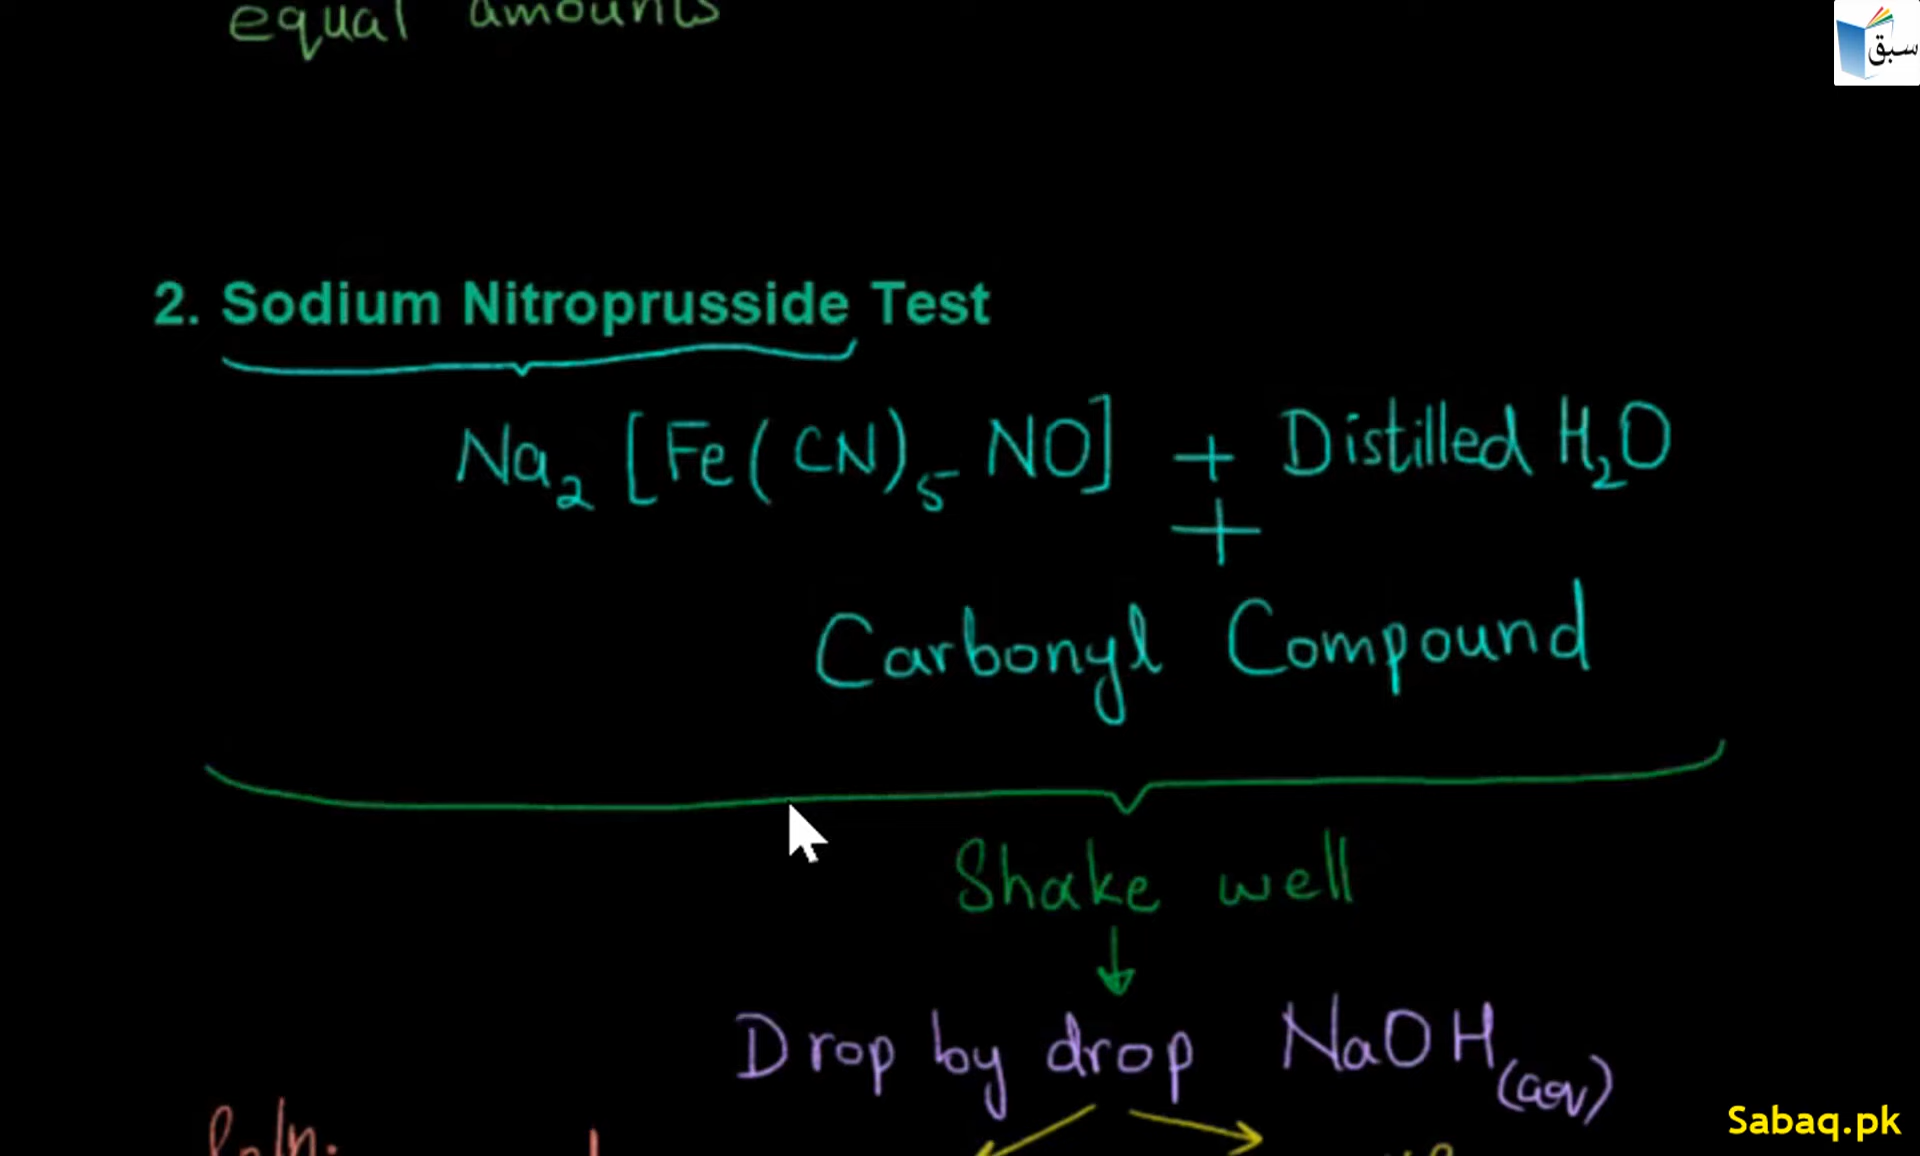 equal amounts
سبق
2. Sodium Nitroprusside Test
Na₂ [Fe(CN)₅ NO] + Distilled H₂O
+
Carbonyl Compound
Shake well
Drop by drop NaOH(aq)
Sabaq.pk